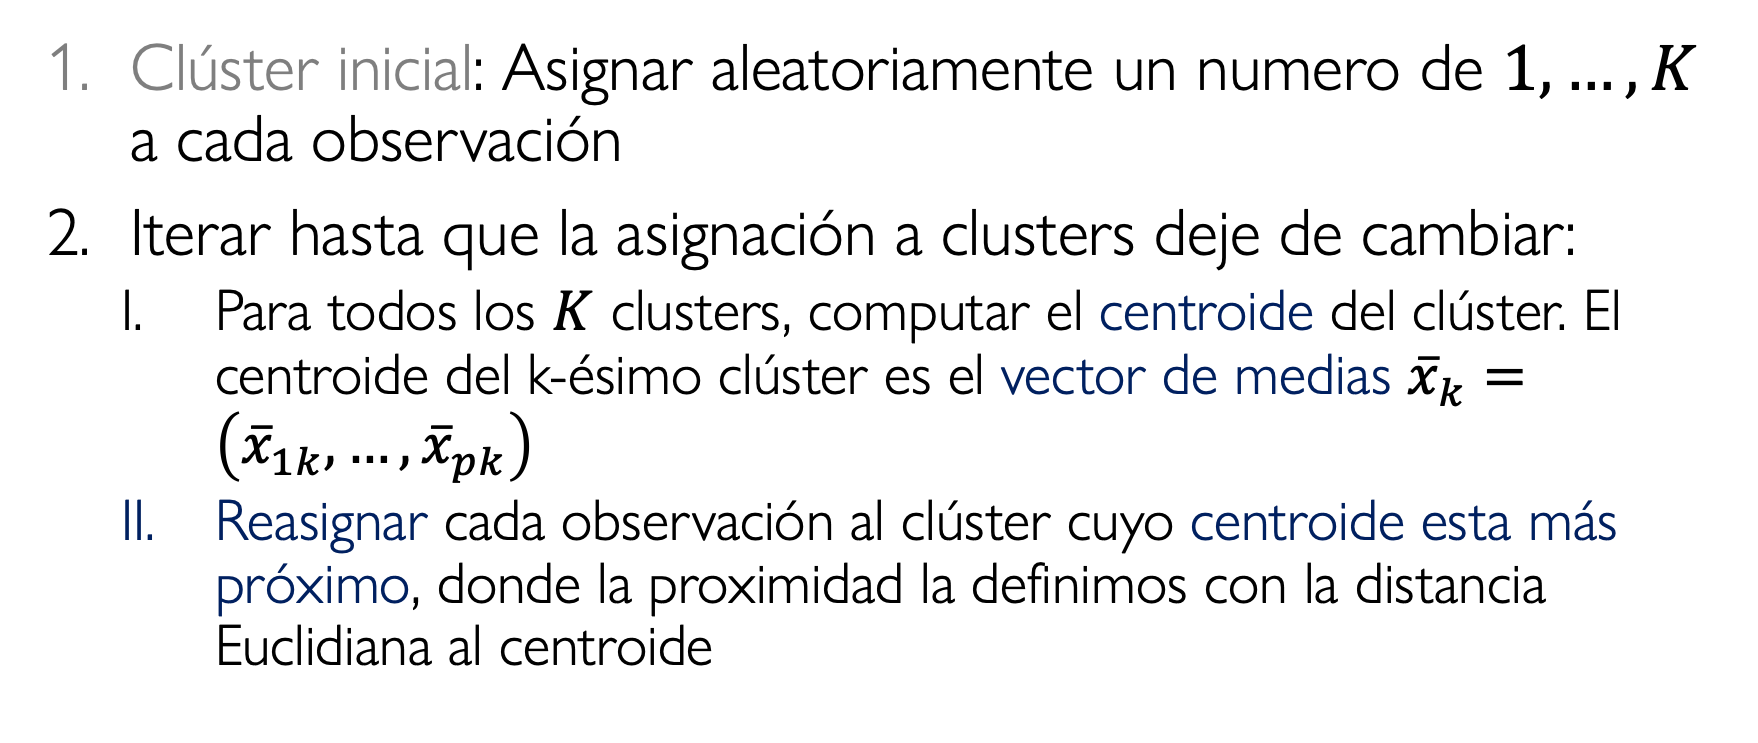 1. Clúster inicial: Asignar aleatoriamente un numero de 1, … , K
a cada observación
2. Iterar hasta que la asignación a clusters deje de cambiar:
I. Para todos los K clusters, computar el centroide del clúster. El
centroide del k-ésimo clúster es el vector de medias x̄ₖ =
(x̄₁ₖ, … , x̄ₚₖ)
II. Reasignar cada observación al clúster cuyo centroide esta más
próximo, donde la proximidad la definimos con la distancia
Euclidiana al centroide